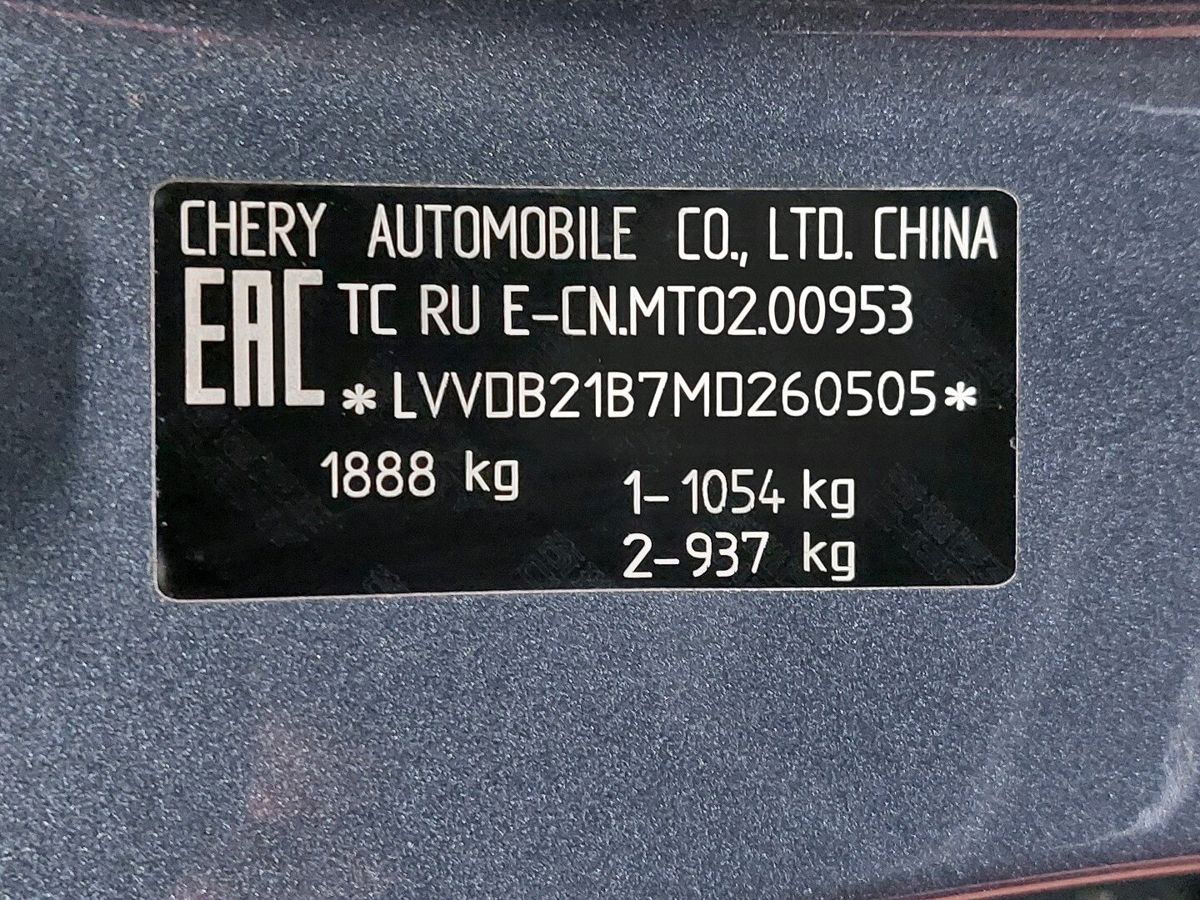 CHERY AUTOMOBILE CO., LTD. CHINA
EAC TC RU E-CN.MT02.00953
*LVVDB21B7MD260505*
1888 kg
1-1054 kg
2-937 kg